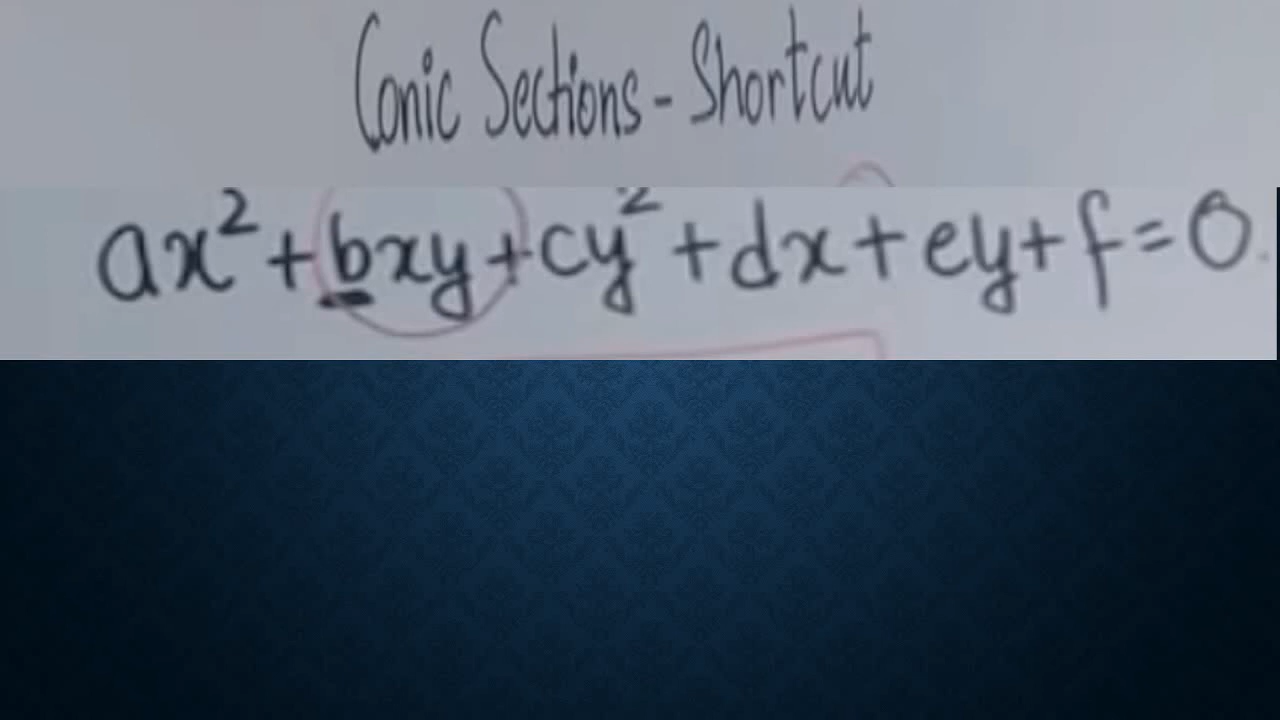 Conic Sections - Shortcut
ax² + bxy + cy² + dx + ey + f = 0.